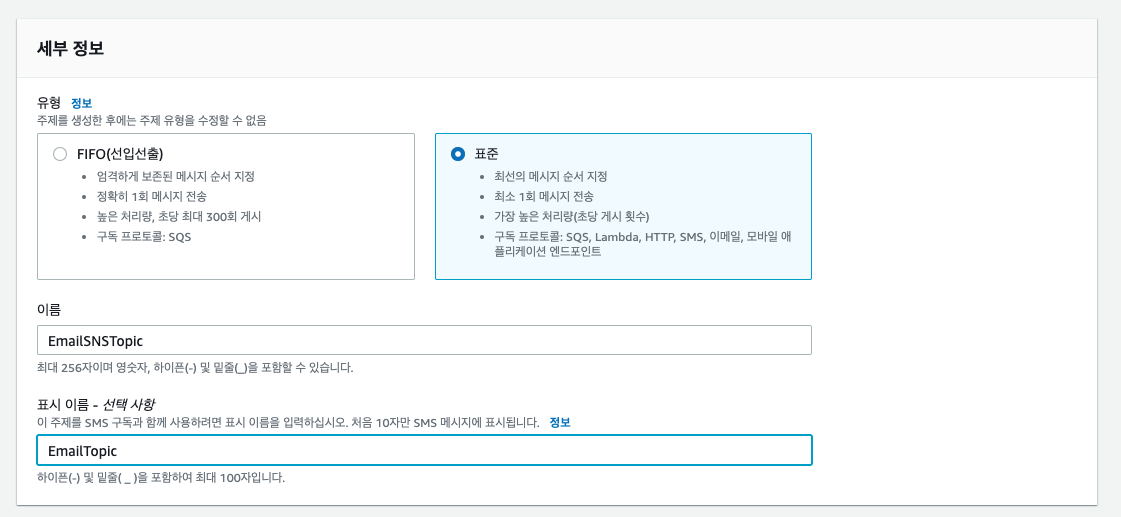 세부 정보
유형 정보
주제를 생성한 후에는 주제 유형을 수정할 수 없음
FIFO(선입선출)
• 엄격하게 보존된 메시지 순서 지정
• 정확히 1회 메시지 전송
• 높은 처리량, 초당 최대 300회 게시
• 구독 프로토콜: SQS
표준
• 최선의 메시지 순서 지정
• 최소 1회 메시지 전송
• 가장 높은 처리량(초당 게시 횟수)
• 구독 프로토콜: SQS, Lambda, HTTP, SMS, 이메일, 모바일 애
플리케이션 엔드포인트
이름
EmailSNSTopic
최대 256자이며 영숫자, 하이픈(-) 및 밑줄(_)을 포함할 수 있습니다.
표시 이름 - 선택 사항
이 주제를 SMS 구독과 함께 사용하려면 표시 이름을 입력하십시오. 처음 10자만 SMS 메시지에 표시됩니다. 정보
EmailTopic
하이픈(-) 및 밑줄( _ )을 포함하여 최대 100자입니다.